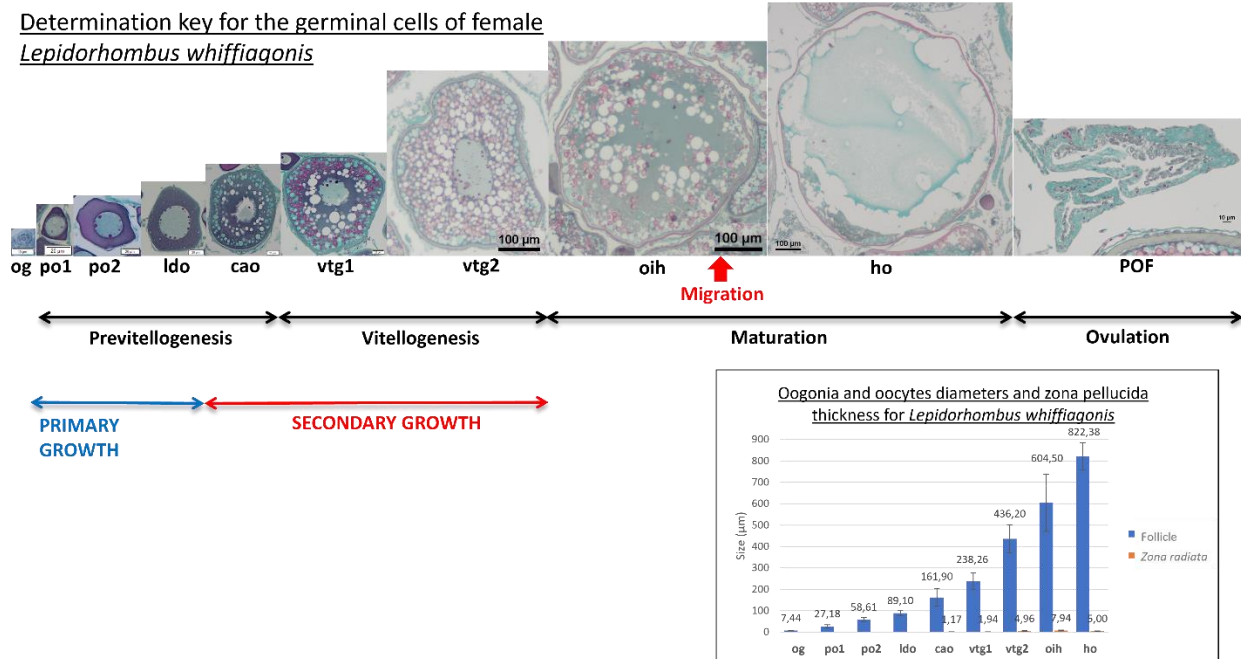 Determination key for the germinal cells of female
Lepidorhombus whiffiagonis
100 µm
100 µm
100 µm
10 µm
og po1 po2 ldo cao vtg1 vtg2 oih ho POF
Migration
Previtellogenesis Vitellogenesis Maturation Ovulation
PRIMARY
GROWTH
SECONDARY GROWTH
Oogonia and oocytes diameters and zona pellucida
thickness for Lepidorhombus whiffiagonis
Size (µm)
900
800
700
600
500
400
300
200
100
0
7,44
27,18
58,61
89,10
161,90
1,17
238,26
1,94
436,20
4,96
604,50
7,94
822,38
5,00
og po1 po2 ldo cao vtg1 vtg2 oih ho
Follicle
Zona radiata